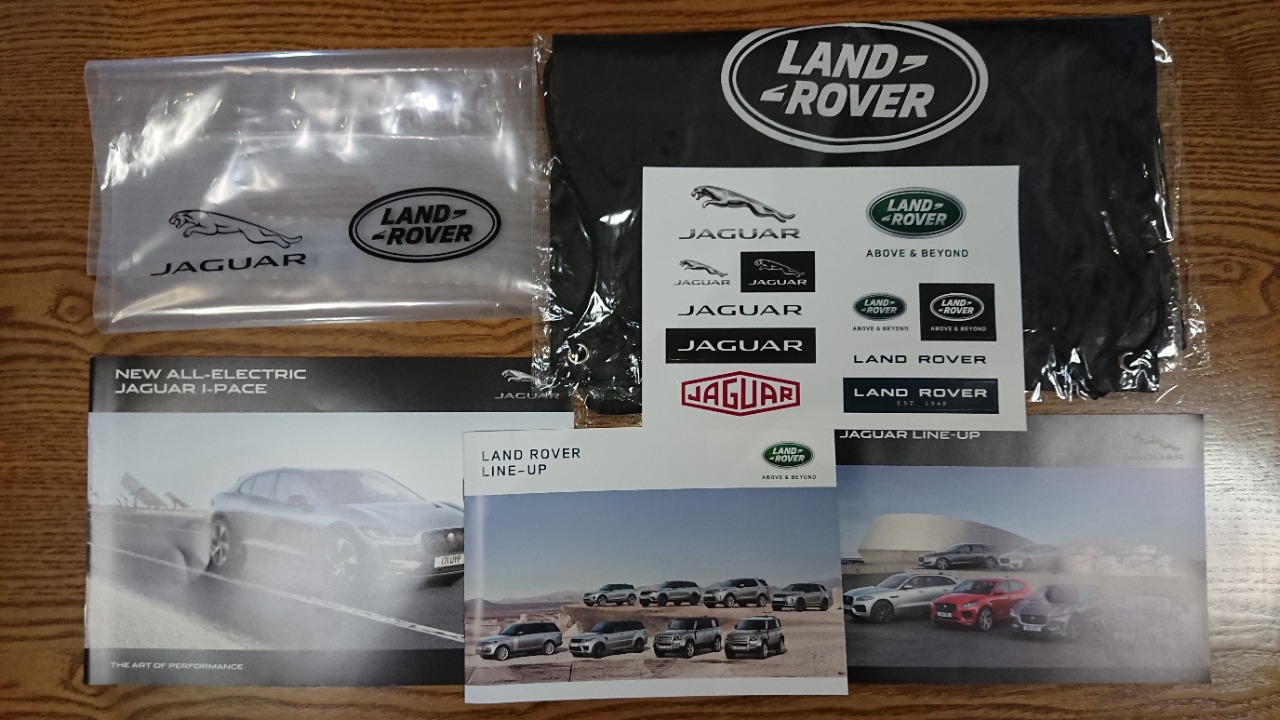 LAND
ROVER
JAGUAR
LAND
ROVER
JAGUAR
LAND
ROVER
ABOVE & BEYOND
JAGUAR
JAGUAR
LAND
ROVER
ABOVE & BEYOND
LAND
ROVER
ABOVE & BEYOND
JAGUAR
LAND ROVER
JAGUAR
LAND ROVER
EST 1948
JAGUAR
NEW ALL-ELECTRIC
JAGUAR I-PACE
JAGUAR
THE ART OF PERFORMANCE
LAND ROVER
LINE-UP
LAND
ROVER
ABOVE & BEYOND
JAGUAR LINE-UP
JAGUAR